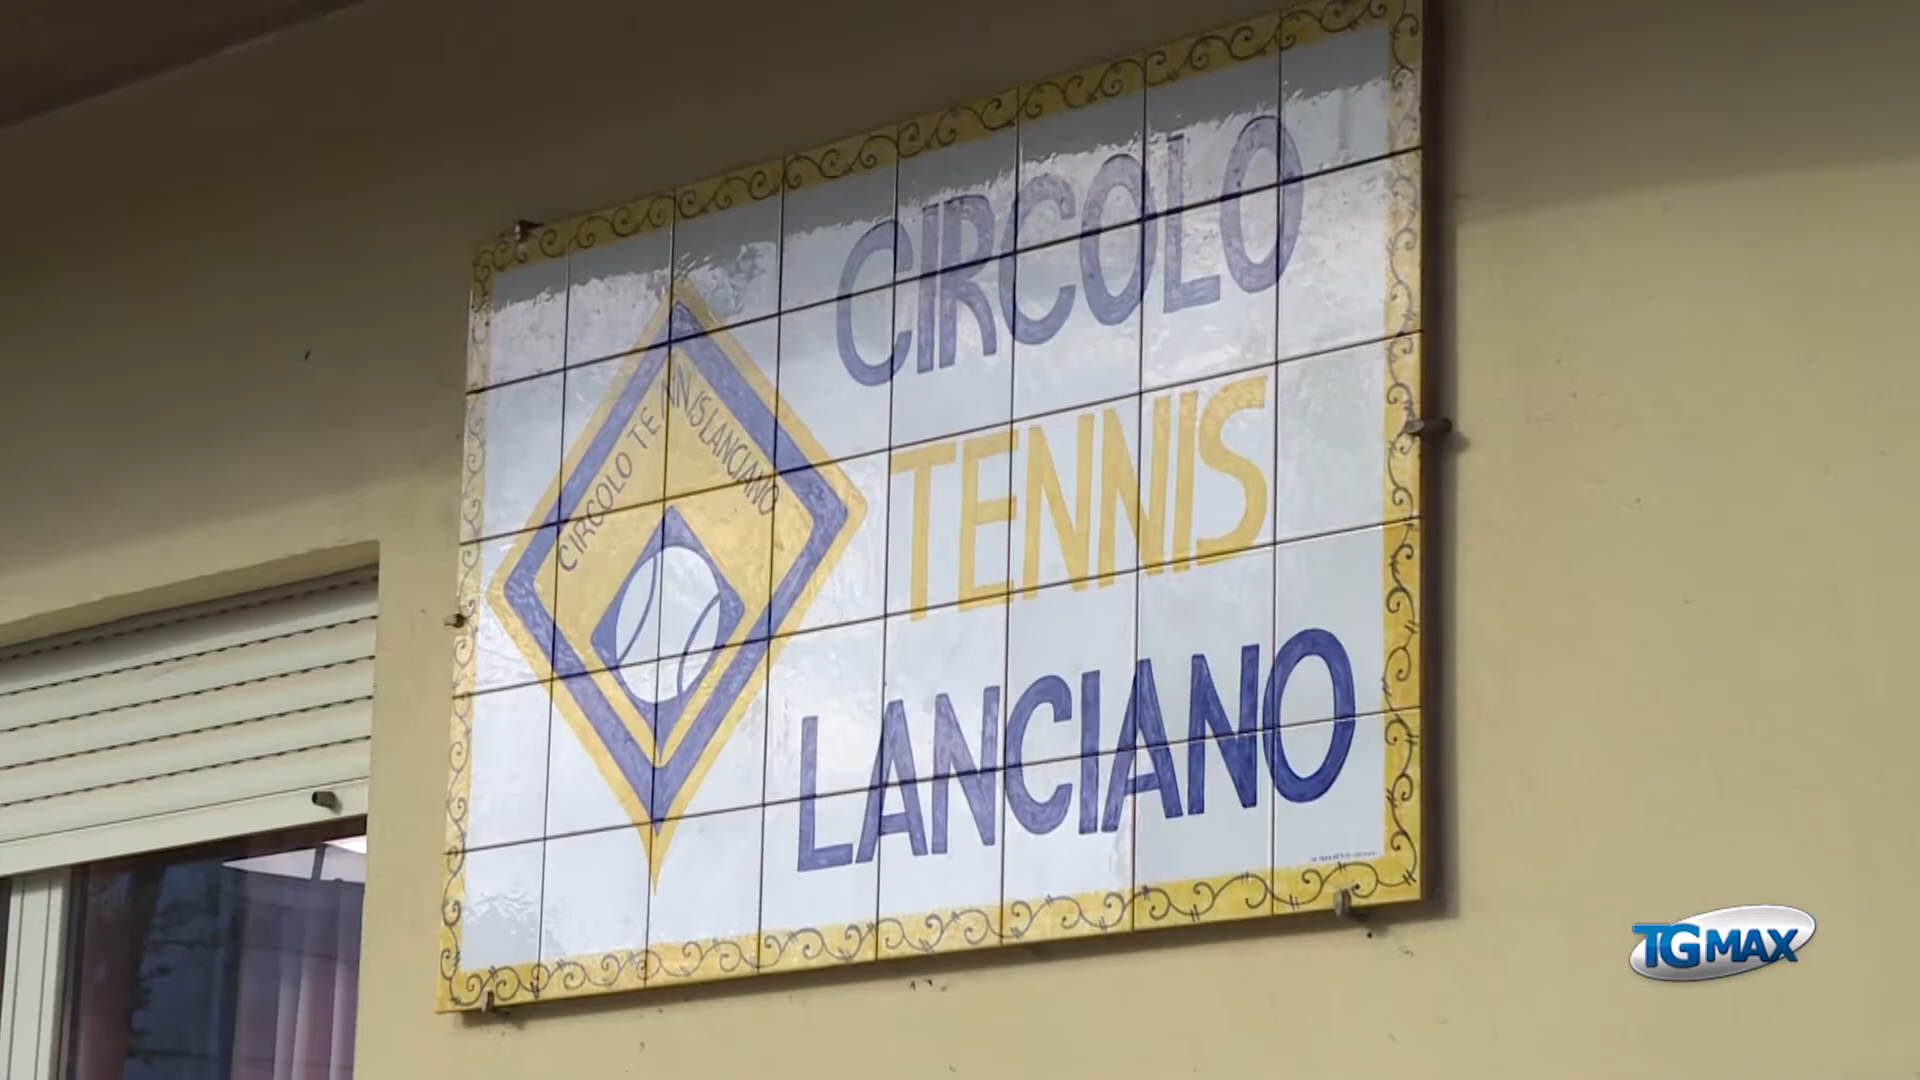 CIRCOLO TENNIS LANCIANO
CIRCOLO
TENNIS
LANCIANO
TGMAX